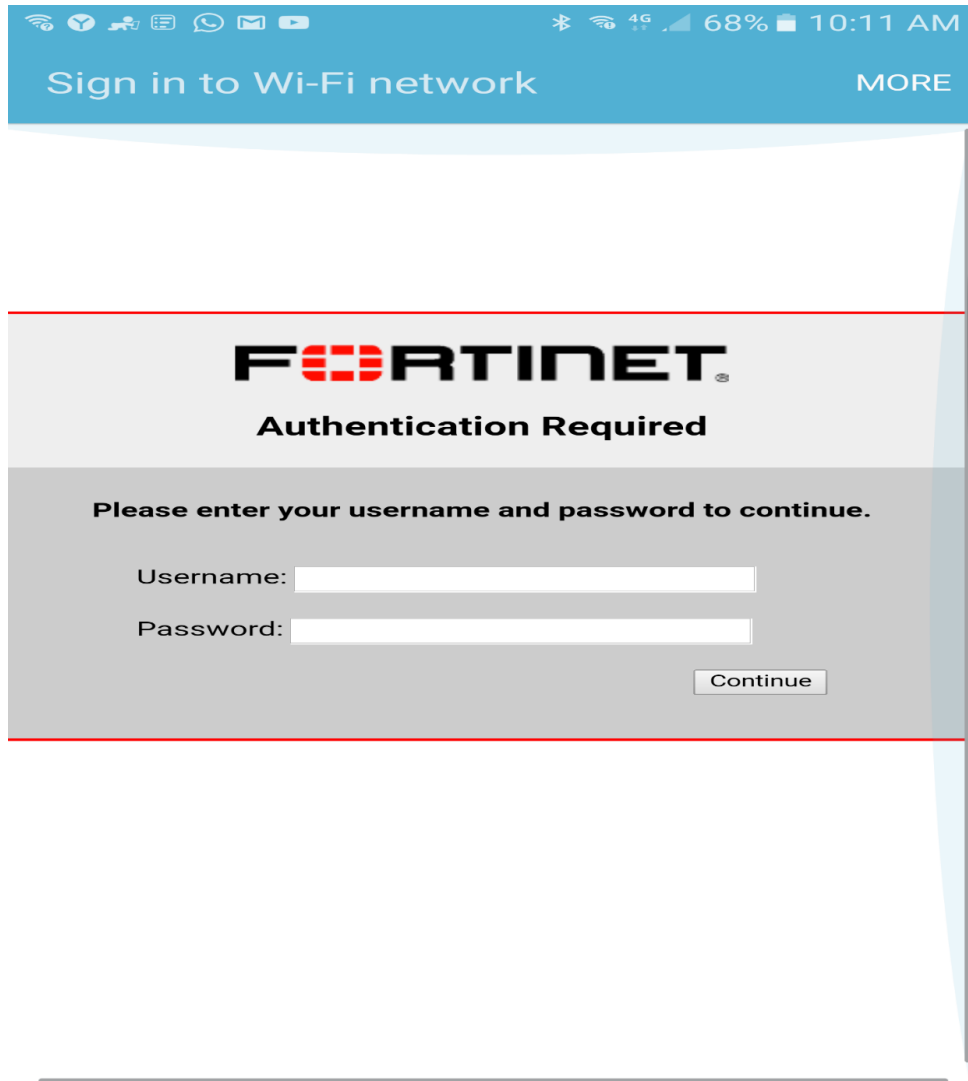 4G 68% 10:11 AM
Sign in to Wi-Fi network MORE
FORTINET®
Authentication Required
Please enter your username and password to continue.
Username:
Password:
Continue